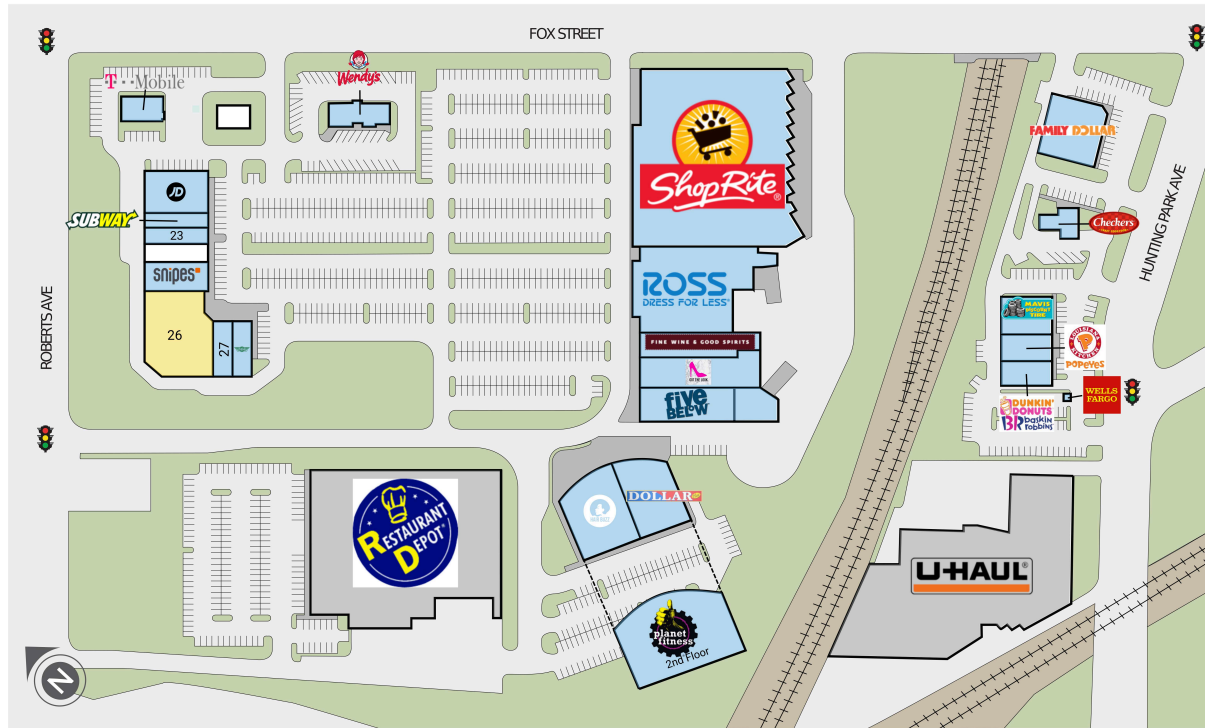 FOX STREET
T Mobile
Wendy's
ShopRite
FAMILY DOLLAR
Checkers
HUNTING PARK AVE
JD
SUBWAY
23
snipes
26
27
ROBERTS AVE
ROSS
DRESS FOR LESS
FINE WINE & GOOD SPIRITS
five
BELOW
MAVIS
DISCOUNT
TIRE
LOUISIANA
KITCHEN
POPEYES
WELLS
FARGO
DUNKIN'
DONUTS
BR baskin
robbins
RESTAURANT
DEPOT
R D
DOLLAR
planet
fitness
2nd Floor
U-HAUL
N